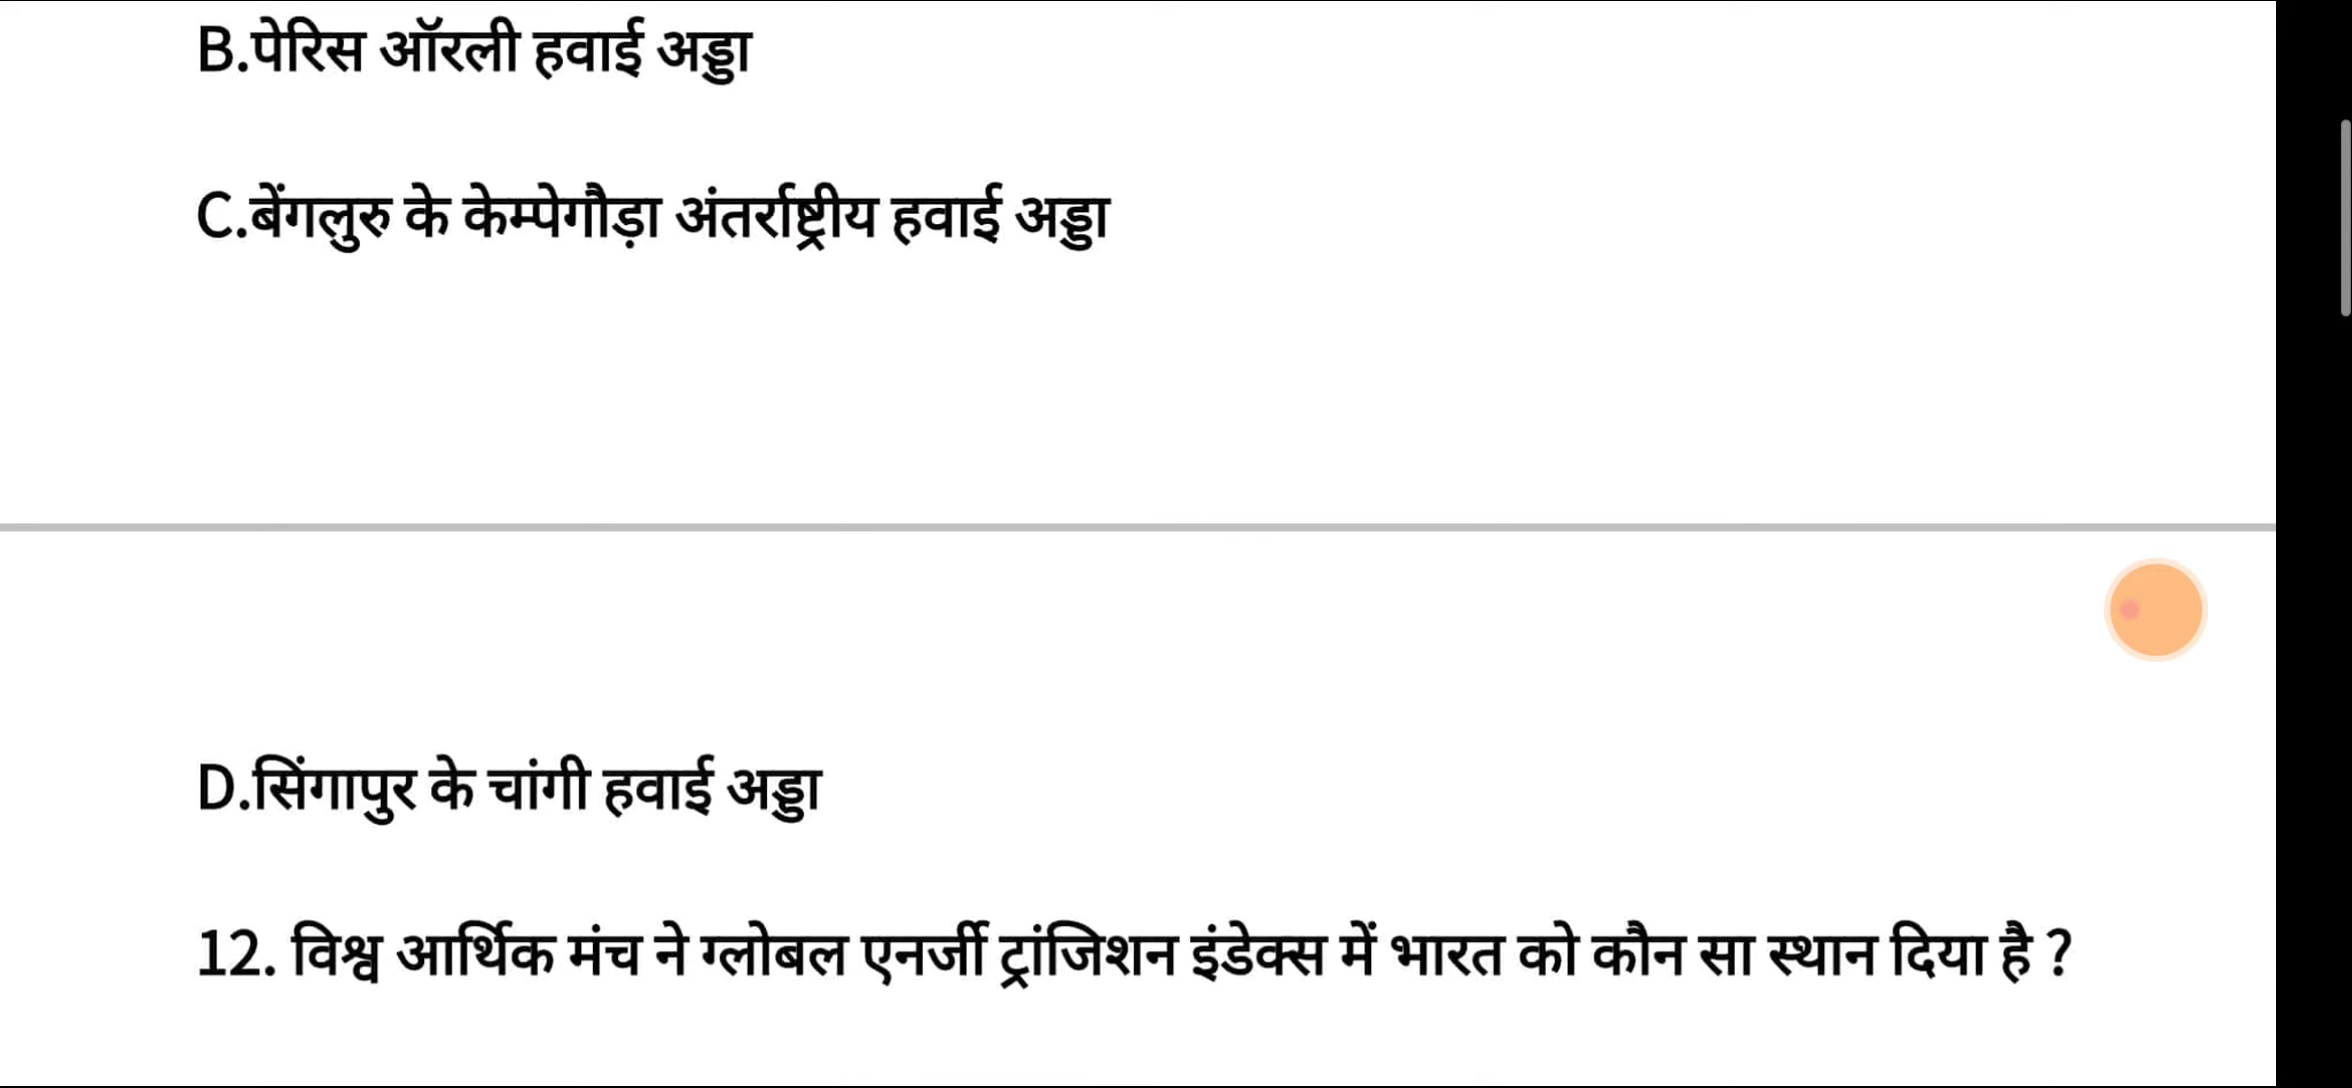 B.पेरिस ऑरली हवाई अड्डा
C.बेंगलुरु के केम्पेगौड़ा अंतर्राष्ट्रीय हवाई अड्डा
D.सिंगापुर के चांगी हवाई अड्डा
12. विश्व आर्थिक मंच ने ग्लोबल एनर्जी ट्रांजिशन इंडेक्स में भारत को कौन सा स्थान दिया है ?